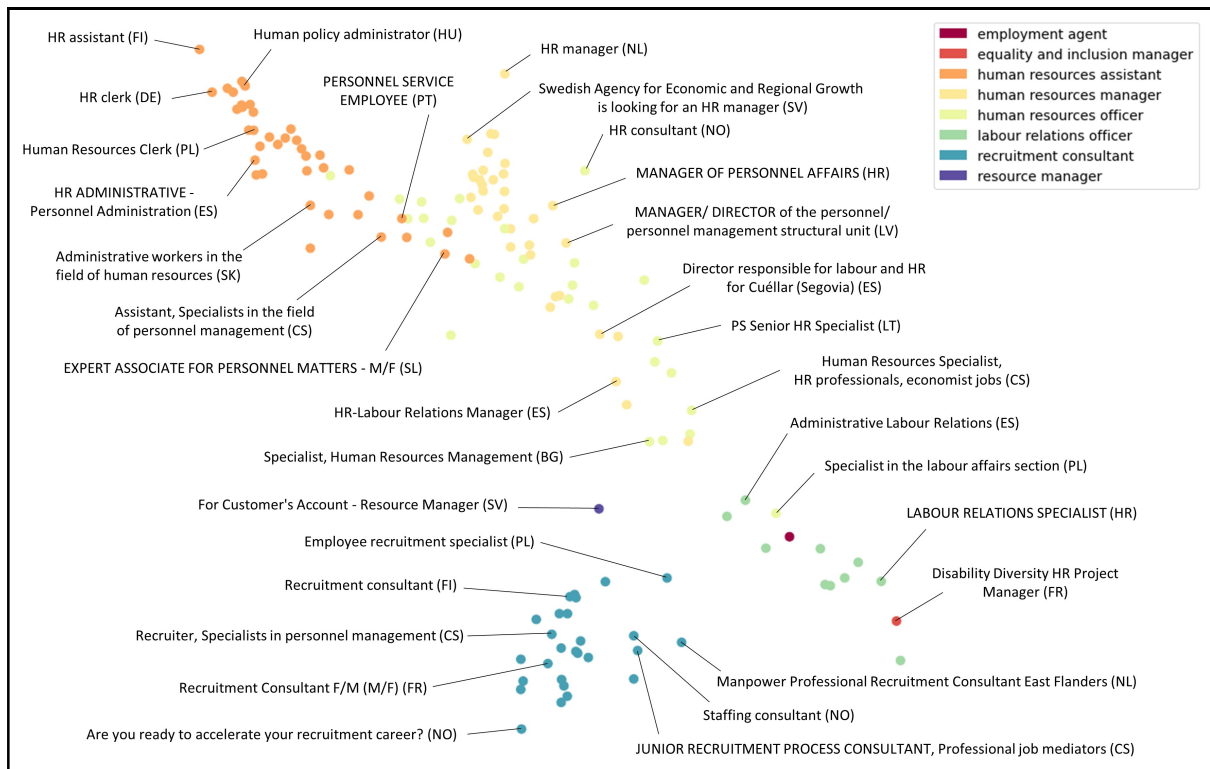 HR assistant (FI)
Human policy administrator (HU)
HR clerk (DE)
PERSONNEL SERVICE
EMPLOYEE (PT)
Human Resources Clerk (PL)
HR ADMINISTRATIVE -
Personnel Administration (ES)
Administrative workers in the
field of human resources (SK)
Assistant, Specialists in the field
of personnel management (CS)
EXPERT ASSOCIATE FOR PERSONNEL MATTERS - M/F (SL)
HR manager (NL)
Swedish Agency for Economic and Regional Growth
is looking for an HR manager (SV)
HR consultant (NO)
MANAGER OF PERSONNEL AFFAIRS (HR)
MANAGER/ DIRECTOR of the personnel/
personnel management structural unit (LV)
Director responsible for labour and HR
for Cuéllar (Segovia) (ES)
PS Senior HR Specialist (LT)
Human Resources Specialist,
HR professionals, economist jobs (CS)
HR-Labour Relations Manager (ES)
Specialist, Human Resources Management (BG)
Administrative Labour Relations (ES)
Specialist in the labour affairs section (PL)
LABOUR RELATIONS SPECIALIST (HR)
Disability Diversity HR Project
Manager (FR)
For Customer's Account - Resource Manager (SV)
Employee recruitment specialist (PL)
Recruitment consultant (FI)
Recruiter, Specialists in personnel management (CS)
Recruitment Consultant F/M (M/F) (FR)
Are you ready to accelerate your recruitment career? (NO)
Manpower Professional Recruitment Consultant East Flanders (NL)
Staffing consultant (NO)
JUNIOR RECRUITMENT PROCESS CONSULTANT, Professional job mediators (CS)
employment agent
equality and inclusion manager
human resources assistant
human resources manager
human resources officer
labour relations officer
recruitment consultant
resource manager